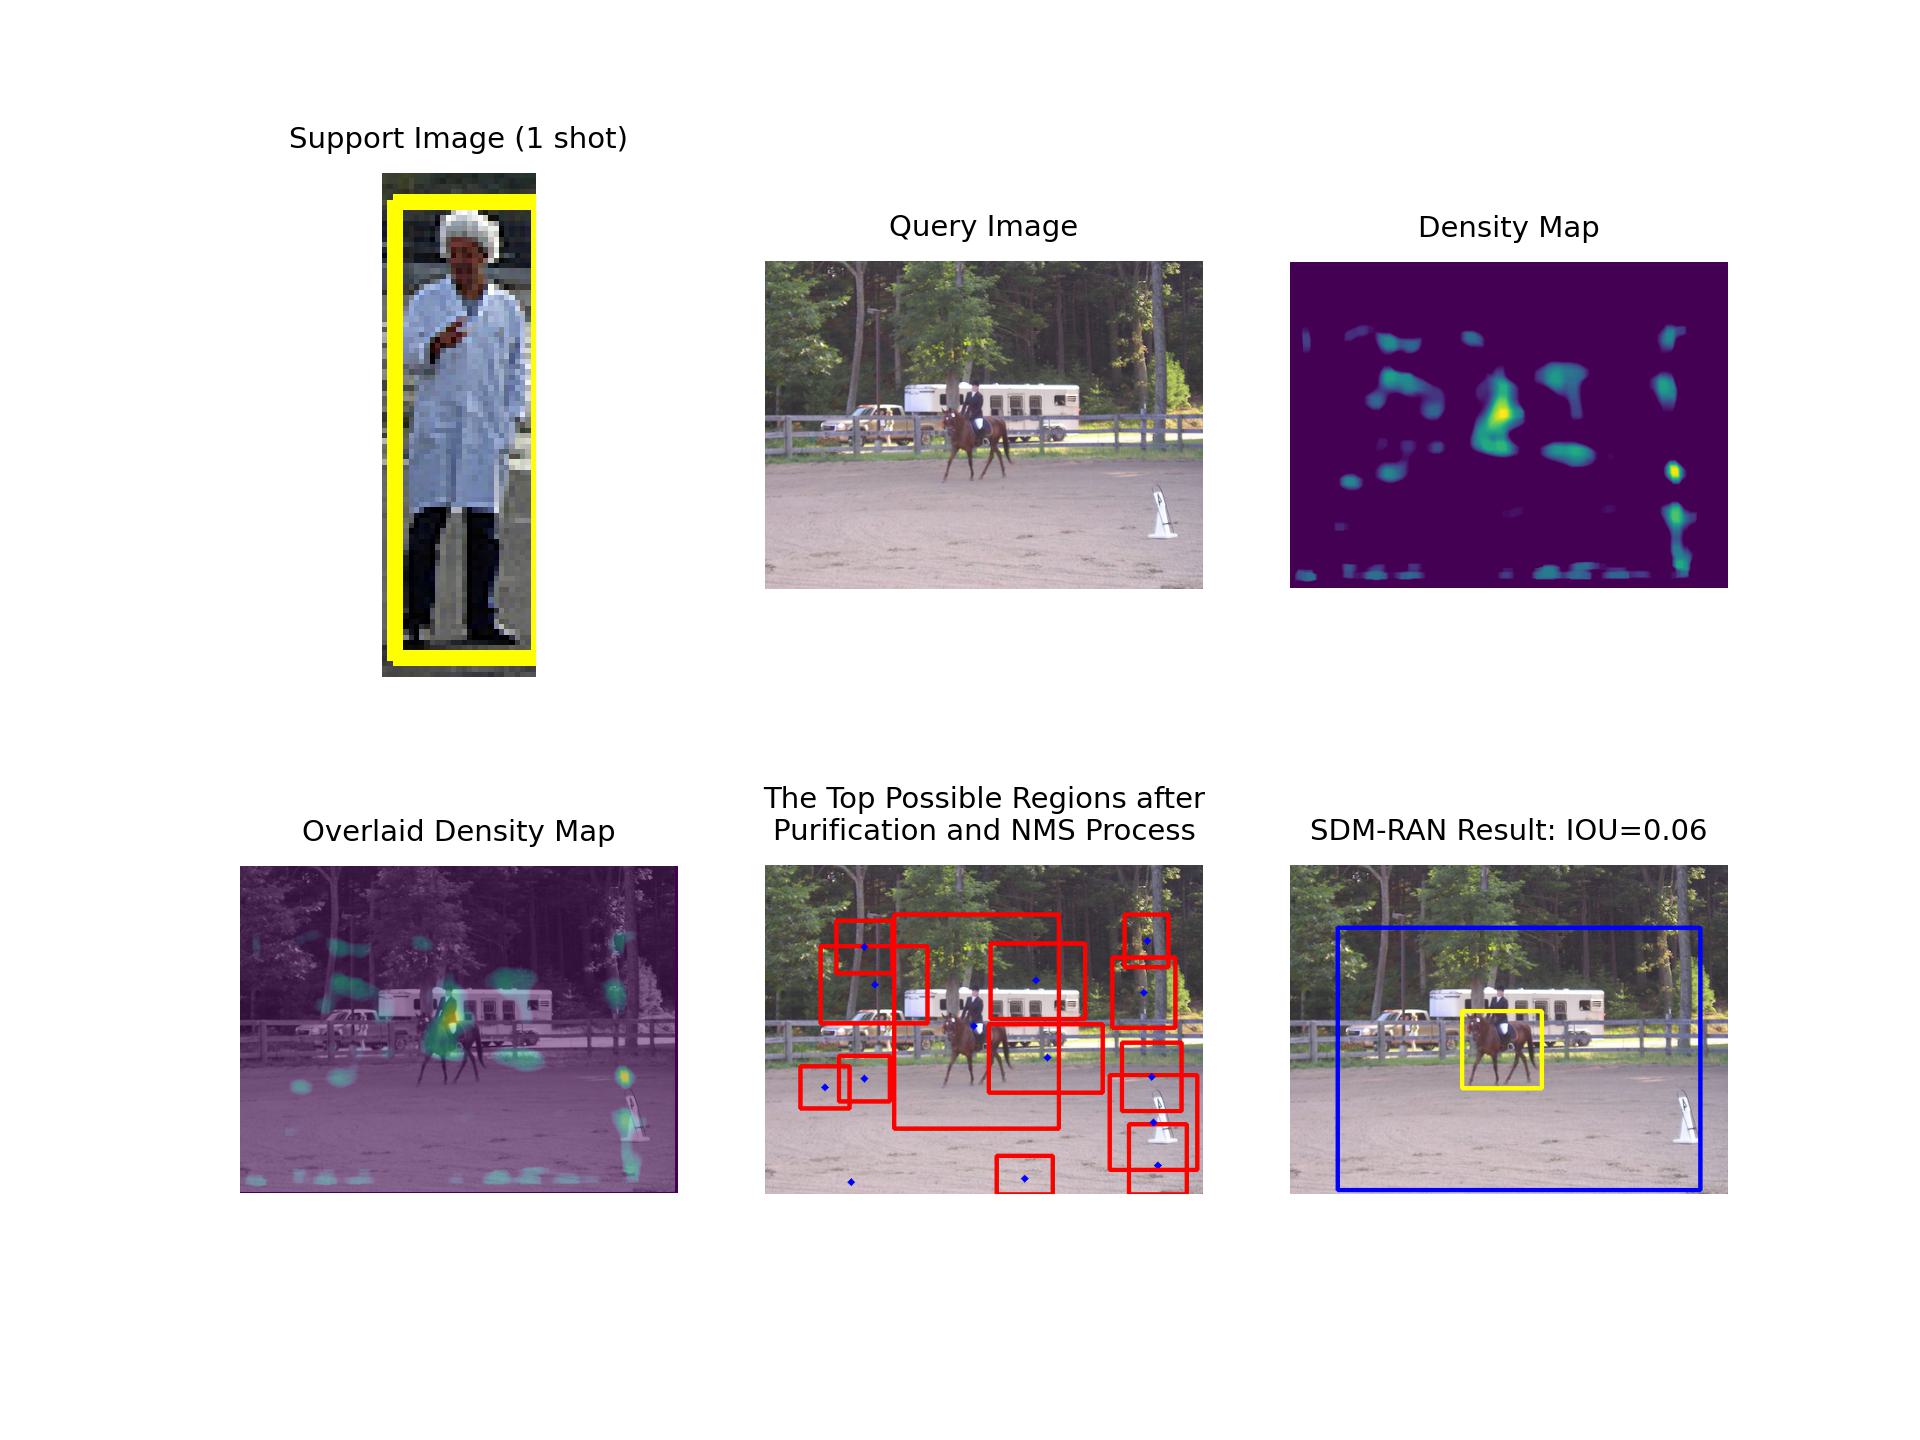 Support Image (1 shot)
Query Image
Density Map
Overlaid Density Map
The Top Possible Regions after
Purification and NMS Process
SDM-RAN Result: IOU=0.06